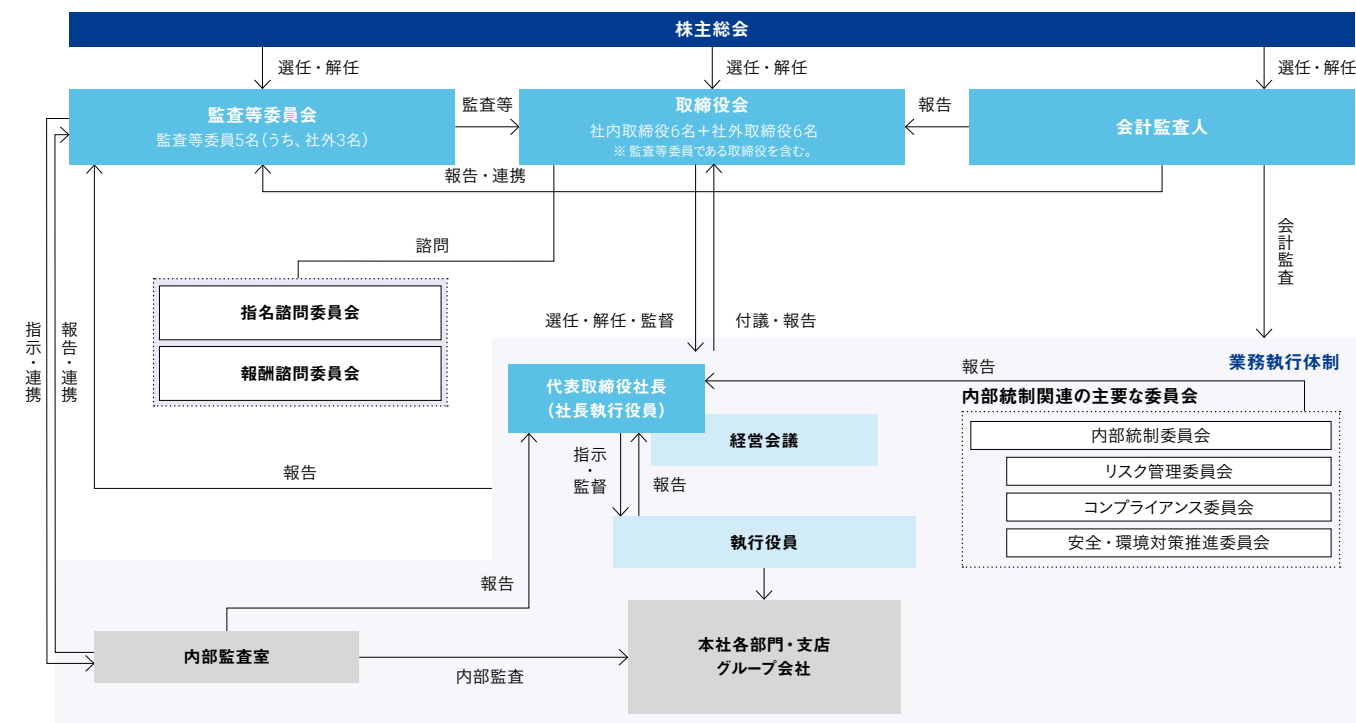 株主総会
選任・解任
選任・解任
選任・解任
監査等委員会
監査等委員5名(うち、社外3名)
監査等
取締役会
社内取締役6名＋社外取締役6名
※ 監査等委員である取締役を含む。
報告
会計監査人
報告・連携
諮問
会計監査
指名諮問委員会
報酬諮問委員会
指示・連携
報告・連携
選任・解任・監督
付議・報告
業務執行体制
報告
代表取締役社長
(社長執行役員)
内部統制関連の主要な委員会
内部統制委員会
リスク管理委員会
コンプライアンス委員会
安全・環境対策推進委員会
経営会議
指示
・
監督
報告
報告
執行役員
報告
内部監査室
内部監査
本社各部門・支店
グループ会社